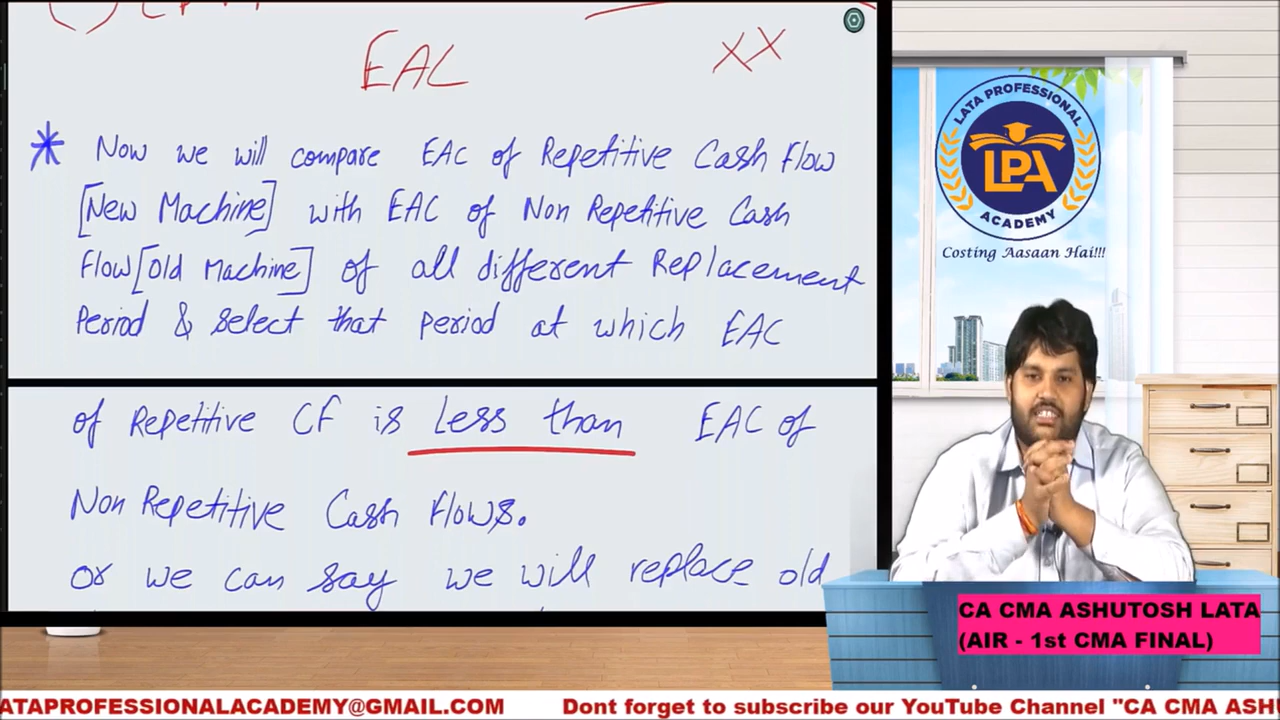 EAC
XX
* Now we will compare EAC of Repetitive Cash Flow
[New Machine] with EAC of Non Repetitive Cash
Flow [Old Machine] of all different Replacement
Period & select that period at which EAC
of Repetitive CF is Less than EAC of
Non Repetitive Cash Flows.
or we can say we will replace old
LATA PROFESSIONAL
LPA
ACADEMY
Costing Aasaan Hai!!!
CA CMA ASHUTOSH LATA
(AIR - 1st CMA FINAL)
ATAPROFESSIONALACADEMY@GMAIL.COM Dont forget to subscribe our YouTube Channel "CA CMA ASH